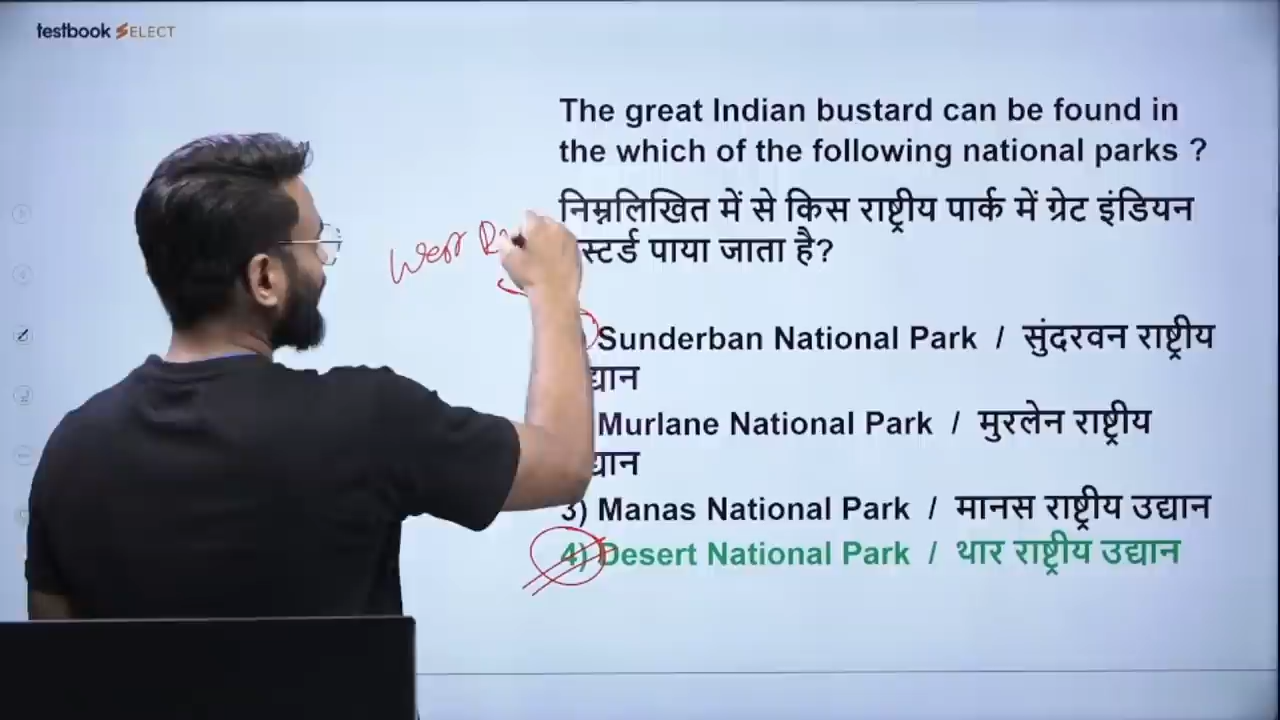 testbook SELECT
The great Indian bustard can be found in
the which of the following national parks ?
निम्नलिखित में से किस राष्ट्रीय पार्क में ग्रेट इंडियन
स्टर्ड पाया जाता है?
West
Sunderban National Park / सुंदरवन राष्ट्रीय
द्यान
Murlane National Park / मुरलेन राष्ट्रीय
द्यान
3) Manas National Park / मानस राष्ट्रीय उद्यान
4) Desert National Park / थार राष्ट्रीय उद्यान